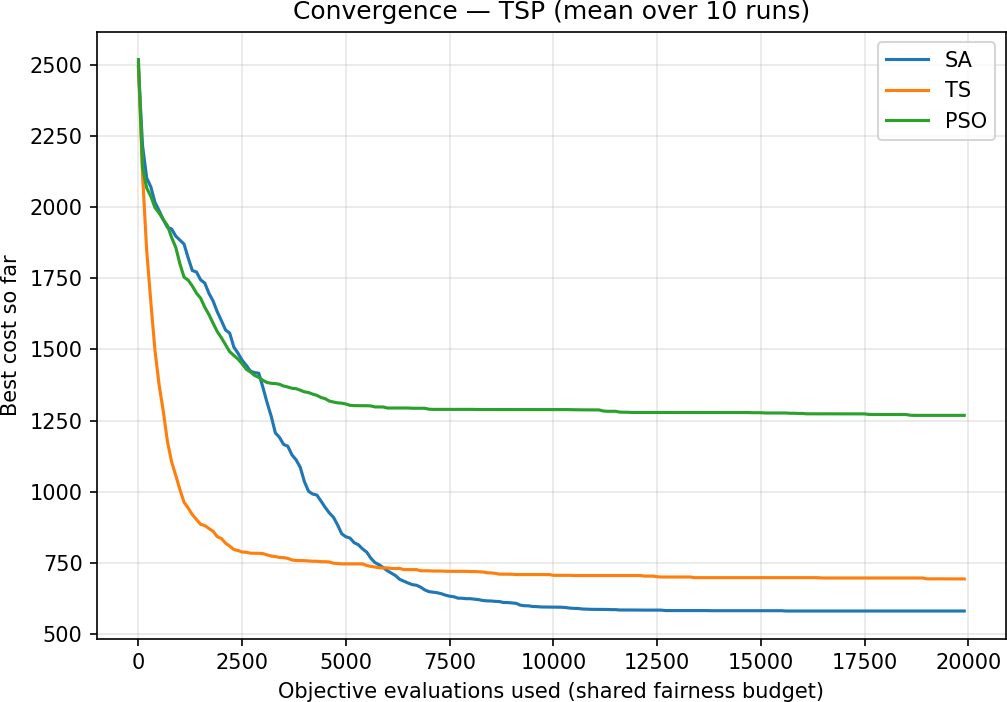 Convergence — TSP (mean over 10 runs)
SA
TS
PSO
Best cost so far
2500
2250
2000
1750
1500
1250
1000
750
500
0 2500 5000 7500 10000 12500 15000 17500 20000
Objective evaluations used (shared fairness budget)